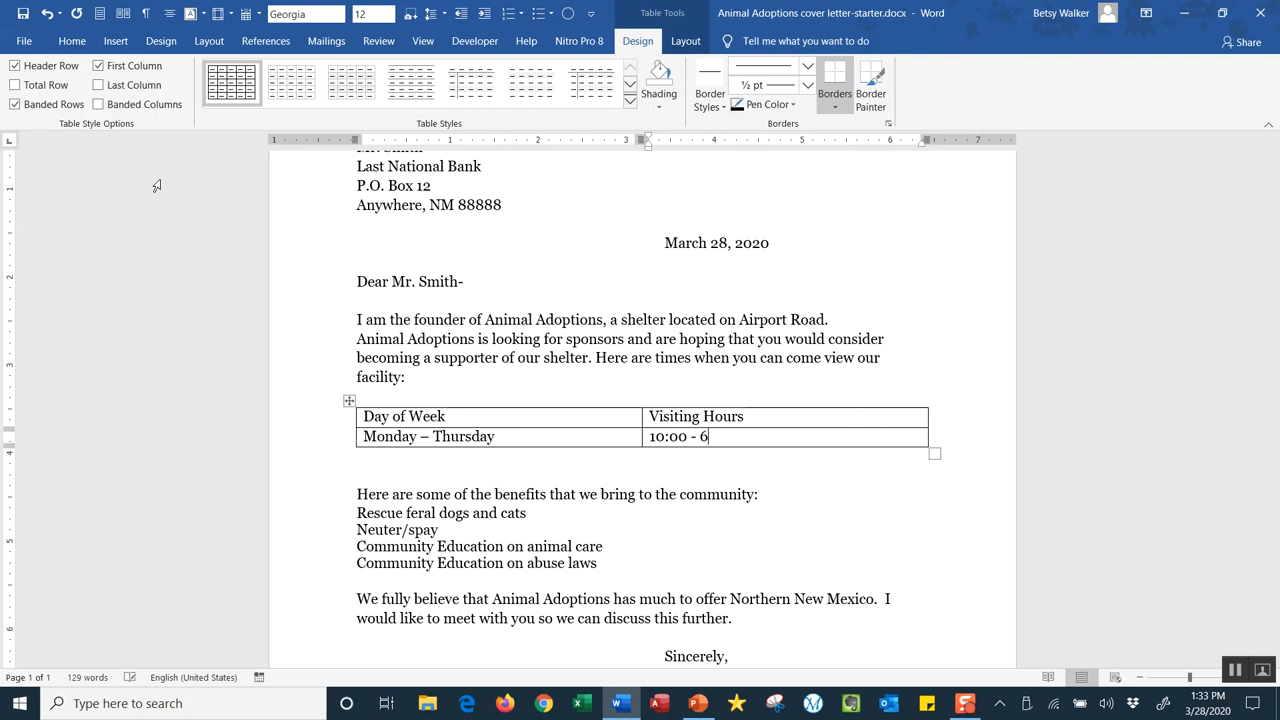 Georgia 12 Animal Adoptions cover letter-starter.docx - Word Betsy Walker
File Home Insert Design Layout References Mailings Review View Developer Help Nitro Pro 8 Design Layout Tell me what you want to do Share
Header Row First Column
Total Row Last Column
Banded Rows Banded Columns
Table Style Options
Table Styles
Shading
Border Styles
½ pt
Pen Color
Borders
Border Painter
Borders
1 1 2 3 4 5 6 7
Last National Bank
P.O. Box 12
Anywhere, NM 88888
March 28, 2020
Dear Mr. Smith-
I am the founder of Animal Adoptions, a shelter located on Airport Road.
Animal Adoptions is looking for sponsors and are hoping that you would consider
becoming a supporter of our shelter. Here are times when you can come view our
facility:
Day of Week Visiting Hours
Monday – Thursday 10:00 - 6
Here are some of the benefits that we bring to the community:
Rescue feral dogs and cats
Neuter/spay
Community Education on animal care
Community Education on abuse laws
We fully believe that Animal Adoptions has much to offer Northern New Mexico.  I
would like to meet with you so we can discuss this further.
Sincerely,
Page 1 of 1 129 words English (United States)
Type here to search
1:33 PM
3/28/2020